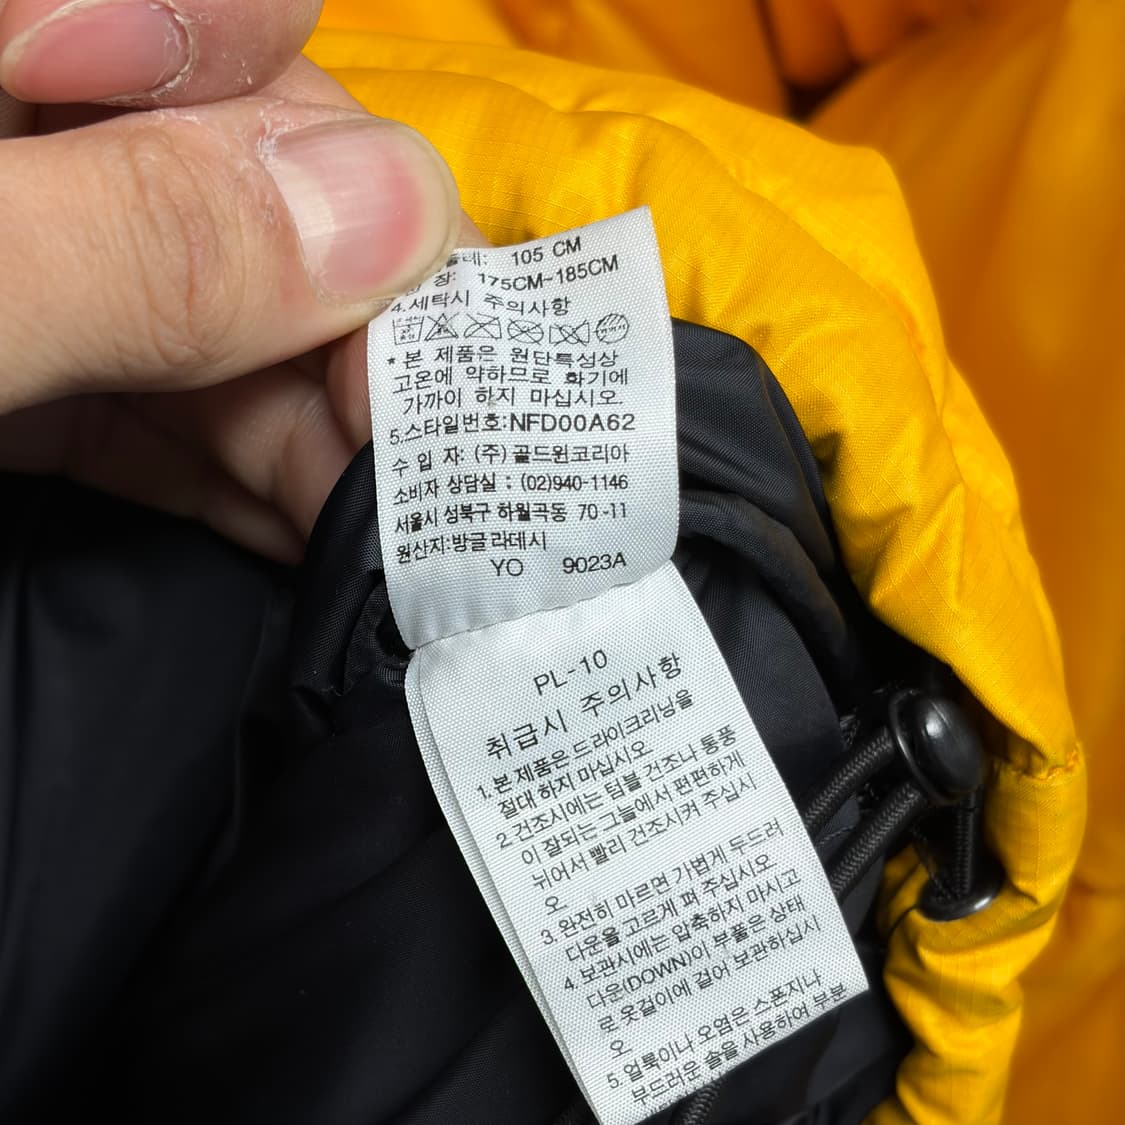 둘레: 105 CM
장: 175CM~185CM
4.세탁시 주의사항
* 본 제품은 원단특성상
고온에 약하므로 화기에
가까이 하지 마십시오.
5.스타일번호:NFD00A62
수 입 자: (주)골드윈코리아
소비자 상담실 : (02)940-1146
서울시 성북구 하월곡동 70-11
원산지:방글라데시
YO 9023A
PL-10
취급시 주의사항
1. 본 제품은 드라이크리닝을
절대 하지 마십시오
2.건조시에는 텀블 건조나 통풍
이 잘되는 그늘에서 편편하게
뉘어서 빨리 건조시켜 주십시
오
3.완전히 마르면 가볍게 두드려
다운을 고르게 펴 주십시오
4.보관시에는 압축하지 마시고
다운(DOWN)이 부풀은 상태
로 옷걸이에 걸어 보관하십시
오
5.얼룩이나 오염은 스폰지나
부드러운 솔을 사용하여 부분